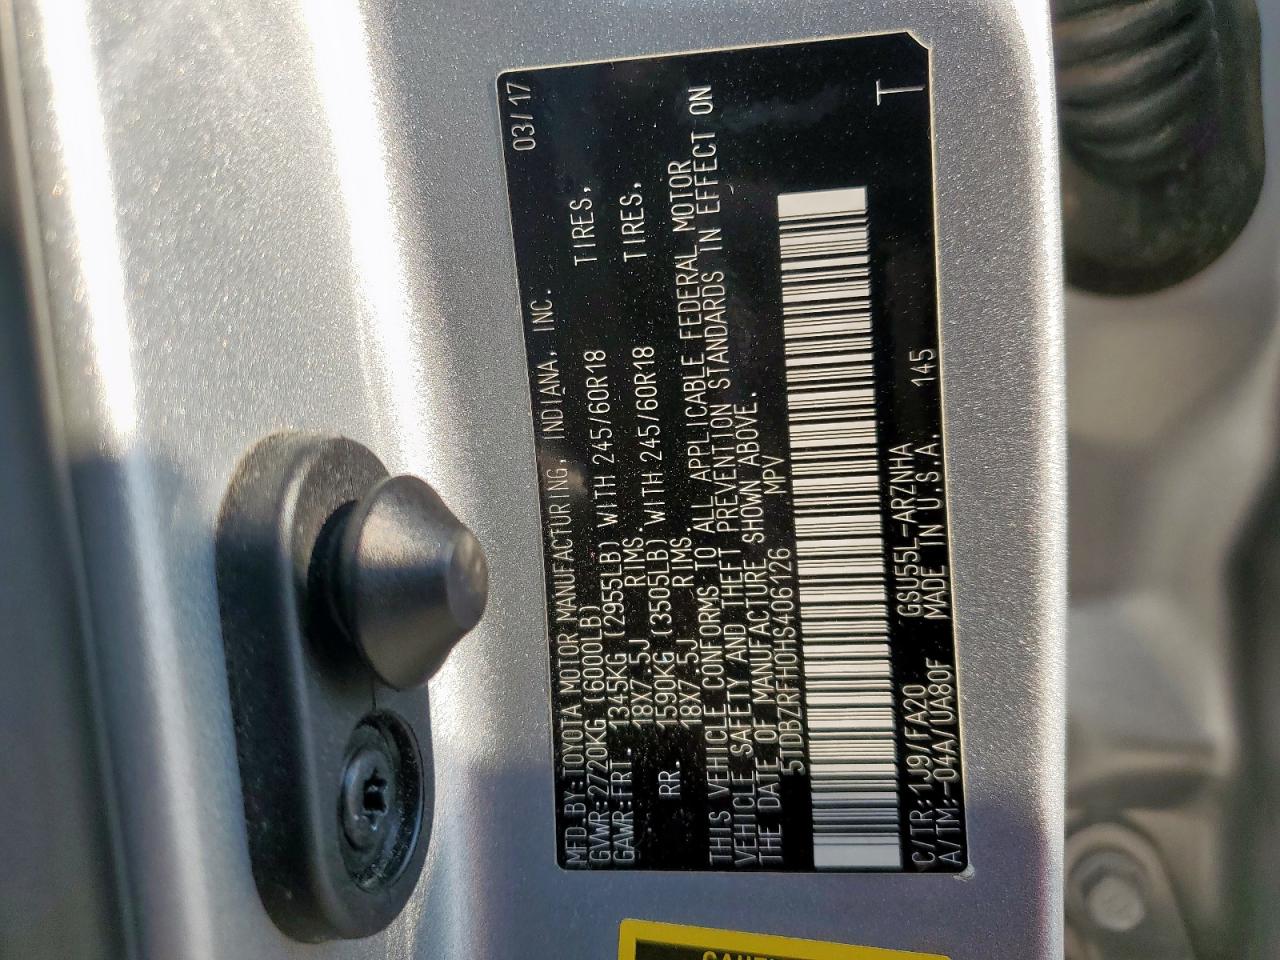 MFD. BY: TOYOTA MOTOR MANUFACTURING, INDIANA, INC. 03/17
GVWR: 2720KG (6000LB)
GAWR: FRT. 1345KG (2955LB) WITH 245/60R18 TIRES,
18X7.5J RIMS.
RR. 1590KG (3505LB) WITH 245/60R18 TIRES,
18X7.5J RIMS.
THIS VEHICLE CONFORMS TO ALL APPLICABLE FEDERAL MOTOR
VEHICLE SAFETY AND THEFT PREVENTION STANDARDS IN EFFECT ON
THE DATE OF MANUFACTURE SHOWN ABOVE.
5TDBZRFH0HS406126 MPV
C/TR: 1J9/FA20 GSU55L-ARZNHA T
A/TM: -04A/UA80F MADE IN U.S.A. 145